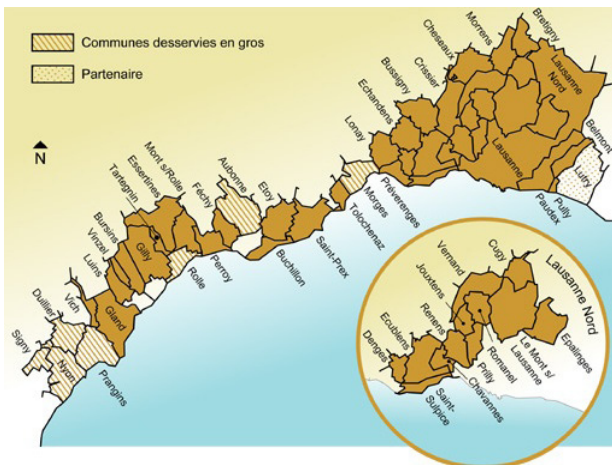 Communes desservies en gros
Partenaire
N
Signy
Duillier
Nyon
Prangins
Vich
Gland
Luins
Vinzel
Bursins
Gilly
Tartegnin
Essertines
Mont s/Rolle
Rolle
Féchy
Perroy
Aubonne
Etoy
Buchillon
Saint-Prex
Tolochenaz
Morges
Lonay
Préverenges
Echandens
Bussigny
Crissier
Cheseaux
Morrens
Bretigny
Lausanne
Nord
Lausanne
Paudex
Pully
Lutry
Belmont
Lausanne Nord
Denges
Ecoublens
Renens
Jouxtens
Vernand
Cugy
Epalinges
Le Mont s/
Lausanne
Romanel
Prilly
Chavannes
Saint-
Sulpice